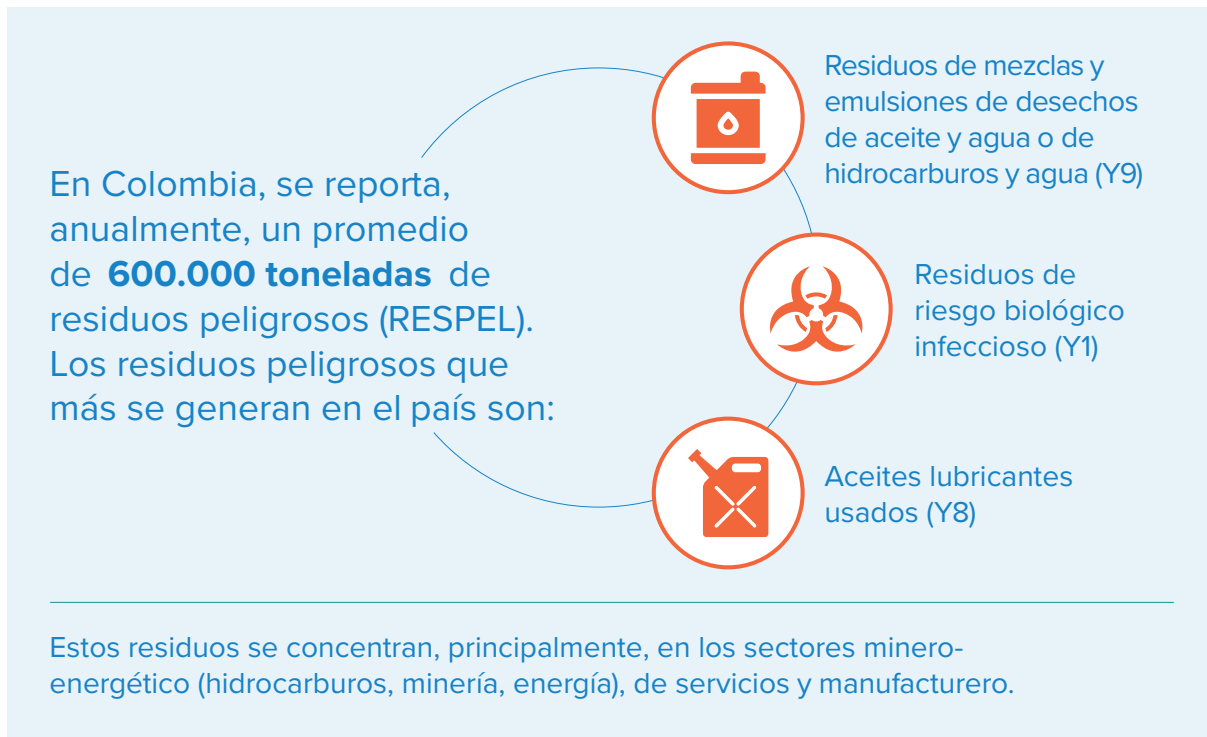 En Colombia, se reporta,
anualmente, un promedio
de 600.000 toneladas de
residuos peligrosos (RESPEL).
Los residuos peligrosos que
más se generan en el país son:
Residuos de mezclas y
emulsiones de desechos
de aceite y agua o de
hidrocarburos y agua (Y9)
Residuos de
riesgo biológico
infeccioso (Y1)
Aceites lubricantes
usados (Y8)
Estos residuos se concentran, principalmente, en los sectores minero-
energético (hidrocarburos, minería, energía), de servicios y manufacturero.